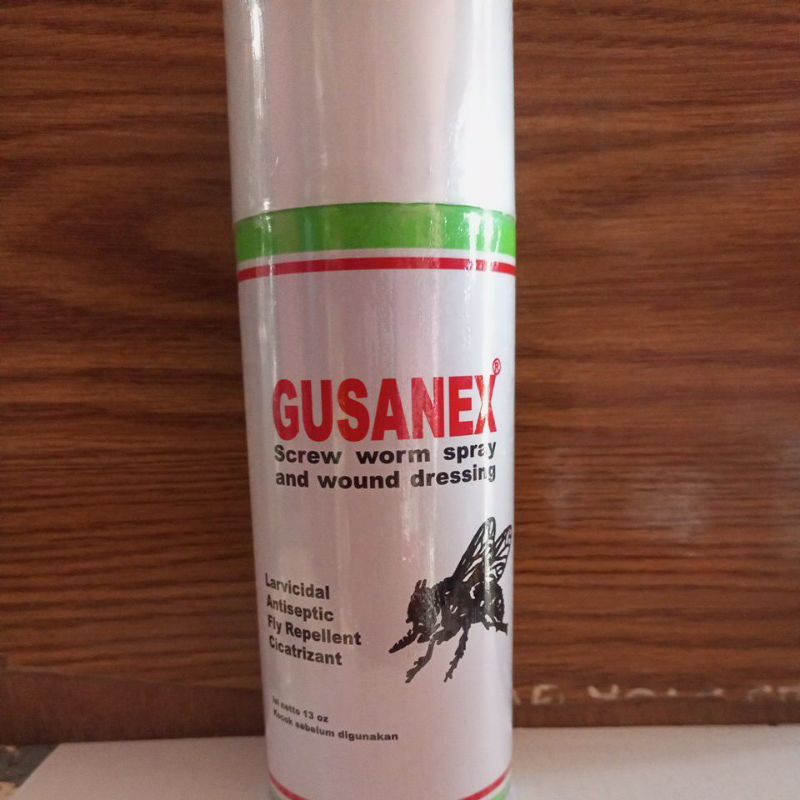 GUSANEX®
Screw worm spray
and wound dressing
Larvicidal
Antiseptic
Fly Repellent
Cicatrizant
Isi netto 13 oz
Kocok sebelum digunakan